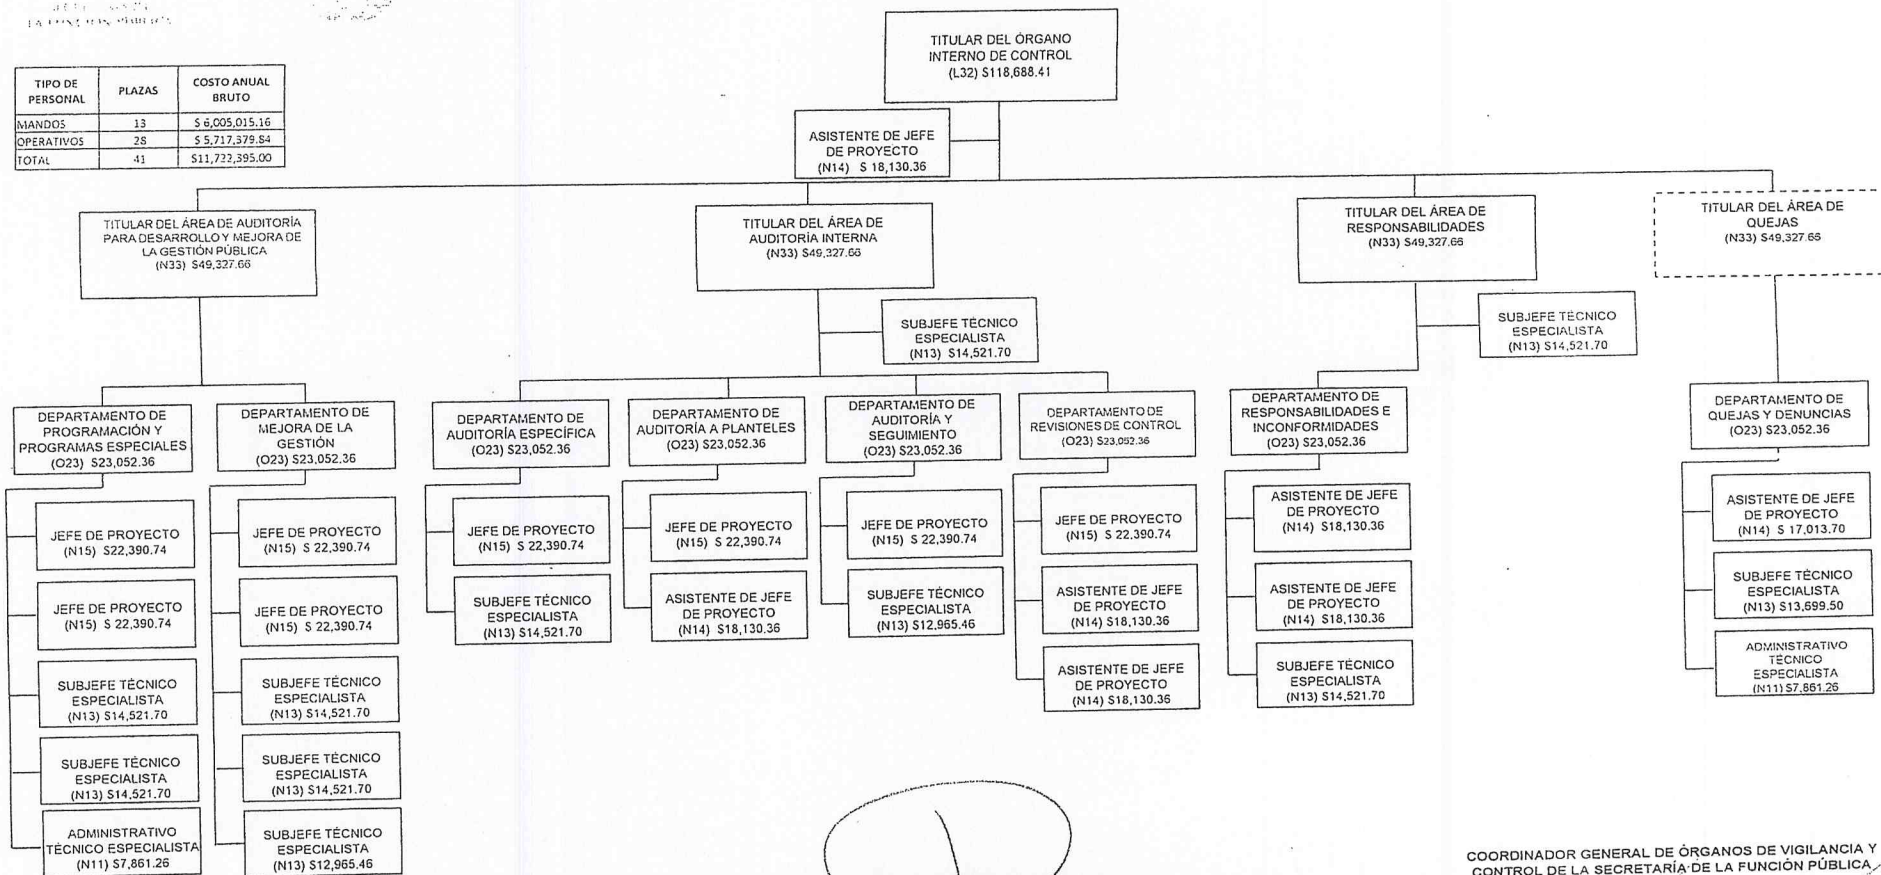 LA FUNCIÓN PÚBLICA
TIPO DE PERSONAL PLAZAS COSTO ANUAL BRUTO
MANDOS 13 $ 6,005,015.16
OPERATIVOS 28 $ 5,717,379.84
TOTAL 41 $11,722,395.00
TITULAR DEL ÓRGANO
INTERNO DE CONTROL
(L32) $118,688.41
ASISTENTE DE JEFE
DE PROYECTO
(N14) $ 18,130.36
TITULAR DEL ÁREA DE AUDITORÍA
PARA DESARROLLO Y MEJORA DE
LA GESTIÓN PÚBLICA
(N33) $49,327.66
TITULAR DEL ÁREA DE
AUDITORÍA INTERNA
(N33) $49,327.66
TITULAR DEL ÁREA DE
RESPONSABILIDADES
(N33) $49,327.66
TITULAR DEL ÁREA DE
QUEJAS
(N33) $49,327.66
SUBJEFE TÉCNICO
ESPECIALISTA
(N13) $14,521.70
SUBJEFE TÉCNICO
ESPECIALISTA
(N13) $14,521.70
DEPARTAMENTO DE
PROGRAMACIÓN Y
PROGRAMAS ESPECIALES
(O23) $23,052.36
DEPARTAMENTO DE
MEJORA DE LA
GESTIÓN
(O23) $23,052.36
DEPARTAMENTO DE
AUDITORÍA ESPECÍFICA
(O23) $23,052.36
DEPARTAMENTO DE
AUDITORÍA A PLANTELES
(O23) $23,052.36
DEPARTAMENTO DE
AUDITORÍA Y
SEGUIMIENTO
(O23) $23,052.36
DEPARTAMENTO DE
REVISIONES DE CONTROL
(O23) $23,052.36
DEPARTAMENTO DE
RESPONSABILIDADES E
INCONFORMIDADES
(O23) $23,052.36
DEPARTAMENTO DE
QUEJAS Y DENUNCIAS
(O23) $23,052.36
JEFE DE PROYECTO
(N15) $22,390.74
JEFE DE PROYECTO
(N15) $ 22,390.74
SUBJEFE TÉCNICO
ESPECIALISTA
(N13) $14,521.70
SUBJEFE TÉCNICO
ESPECIALISTA
(N13) $14,521.70
ADMINISTRATIVO
TÉCNICO ESPECIALISTA
(N11) $7,861.26
JEFE DE PROYECTO
(N15) $ 22,390.74
JEFE DE PROYECTO
(N15) $ 22,390.74
SUBJEFE TÉCNICO
ESPECIALISTA
(N13) $14,521.70
SUBJEFE TÉCNICO
ESPECIALISTA
(N13) $14,521.70
SUBJEFE TÉCNICO
ESPECIALISTA
(N13) $12,965.46
JEFE DE PROYECTO
(N15) $ 22,390.74
SUBJEFE TÉCNICO
ESPECIALISTA
(N13) $14,521.70
JEFE DE PROYECTO
(N15) $ 22,390.74
ASISTENTE DE JEFE
DE PROYECTO
(N14) $18,130.36
JEFE DE PROYECTO
(N15) $ 22,390.74
SUBJEFE TÉCNICO
ESPECIALISTA
(N13) $12,965.46
JEFE DE PROYECTO
(N15) $ 22,390.74
ASISTENTE DE JEFE
DE PROYECTO
(N14) $18,130.36
ASISTENTE DE JEFE
DE PROYECTO
(N14) $18,130.36
ASISTENTE DE JEFE
DE PROYECTO
(N14) $18,130.36
ASISTENTE DE JEFE
DE PROYECTO
(N14) $18,130.36
SUBJEFE TÉCNICO
ESPECIALISTA
(N13) $14,521.70
ASISTENTE DE JEFE
DE PROYECTO
(N14) $ 17,013.70
SUBJEFE TÉCNICO
ESPECIALISTA
(N13) $13,699.50
ADMINISTRATIVO
TÉCNICO
ESPECIALISTA
(N11) $7,861.26
COORDINADOR GENERAL DE ÓRGANOS DE VIGILANCIA Y
CONTROL DE LA SECRETARÍA DE LA FUNCIÓN PÚBLICA